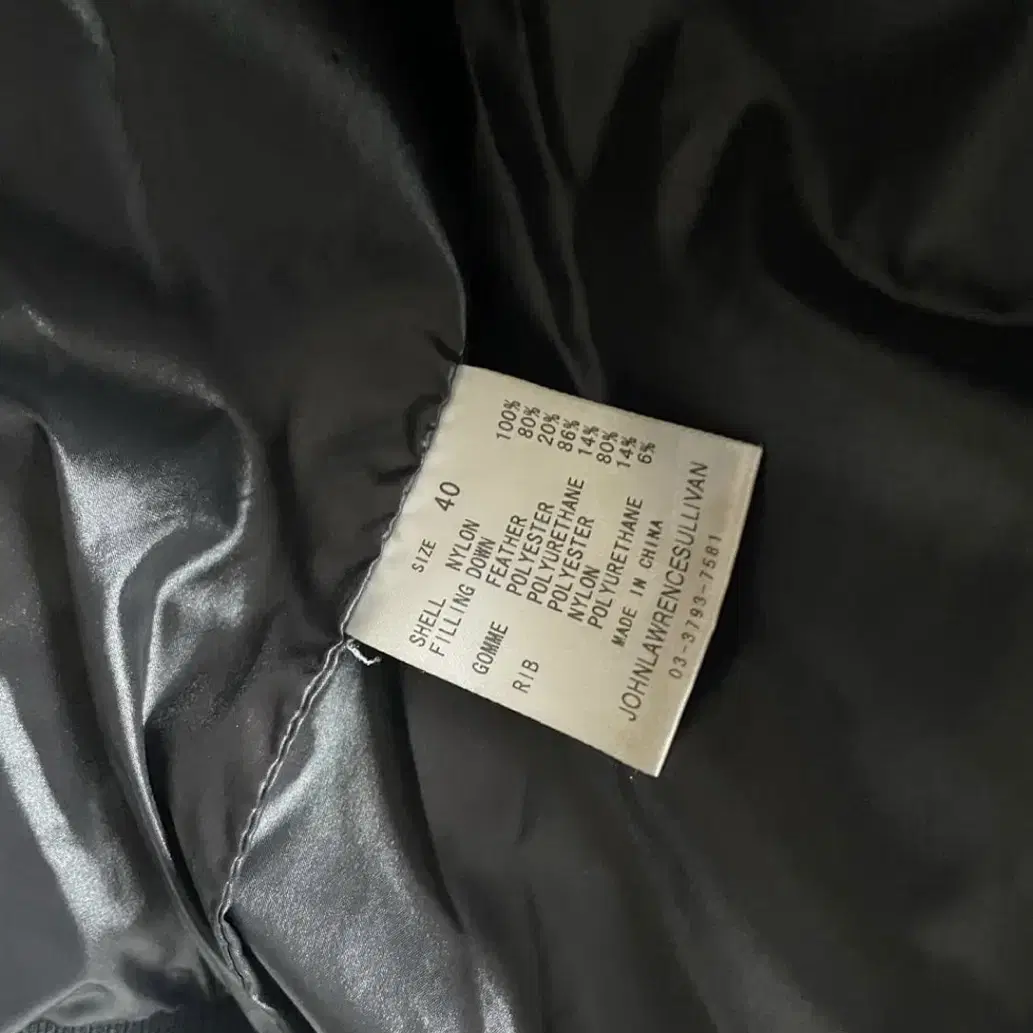 SIZE 40
SHELL NYLON 100%
FILLING DOWN 80%
FEATHER 20%
GOMME POLYESTER 86%
POLYURETHANE 14%
RIB POLYESTER 80%
NYLON 14%
POLYURETHANE 6%
MADE IN CHINA
JOHNLAWRENCESULLIVAN
03-3793-7581